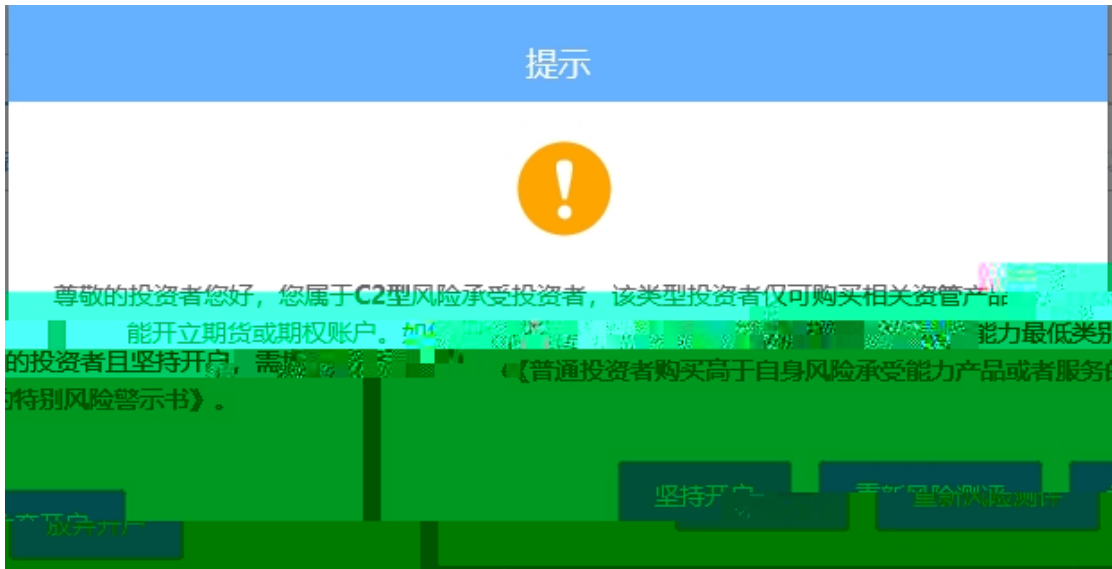 提示
尊敬的投资者您好，您属于C2型风险承受投资者，该类型投资者仅可购买相关资管产品
能开立期货或期权账户。如
能力最低类别
的投资者且坚持开户，需
《普通投资者购买高于自身风险承受能力产品或者服务的
特别风险警示书》。
坚持开户
重新风险测评
放弃开户